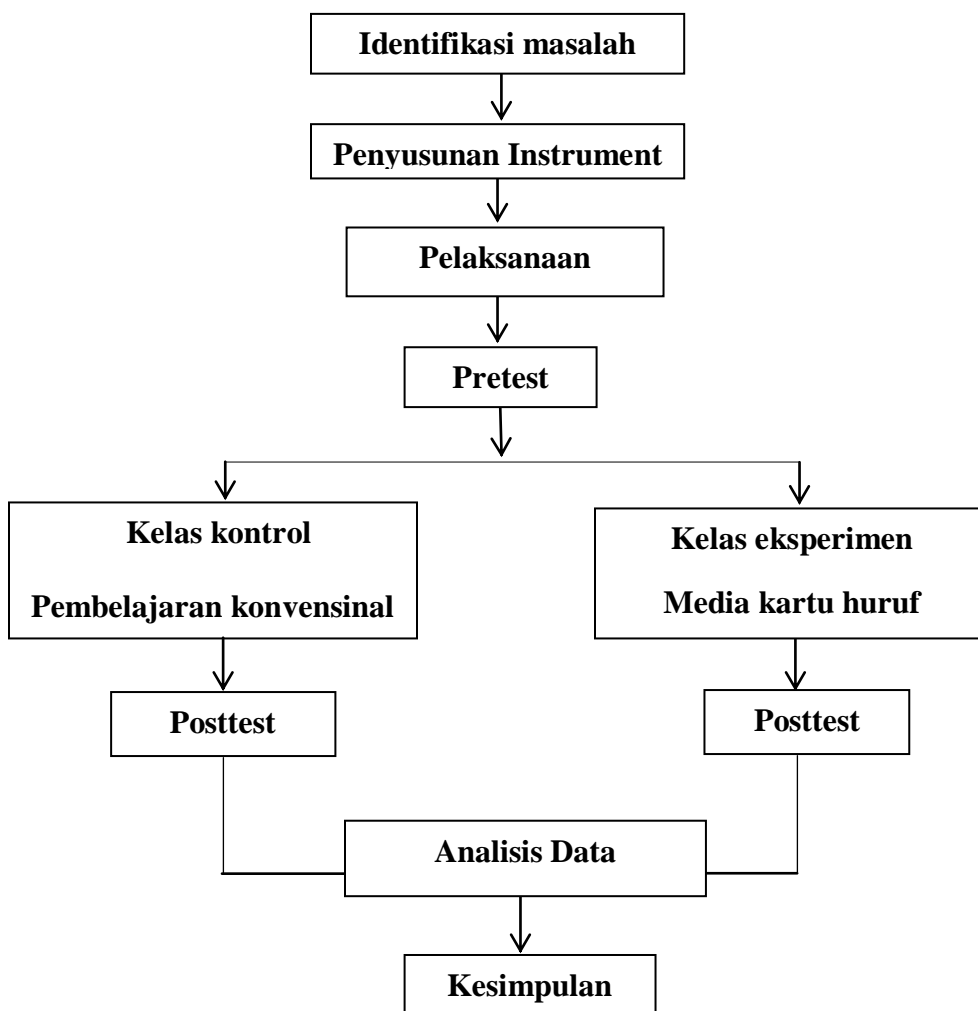 Identifikasi masalah
Penyusunan Instrument
Pelaksanaan
Pretest
Kelas kontrol
Pembelajaran konvensinal
Kelas eksperimen
Media kartu huruf
Posttest
Posttest
Analisis Data
Kesimpulan